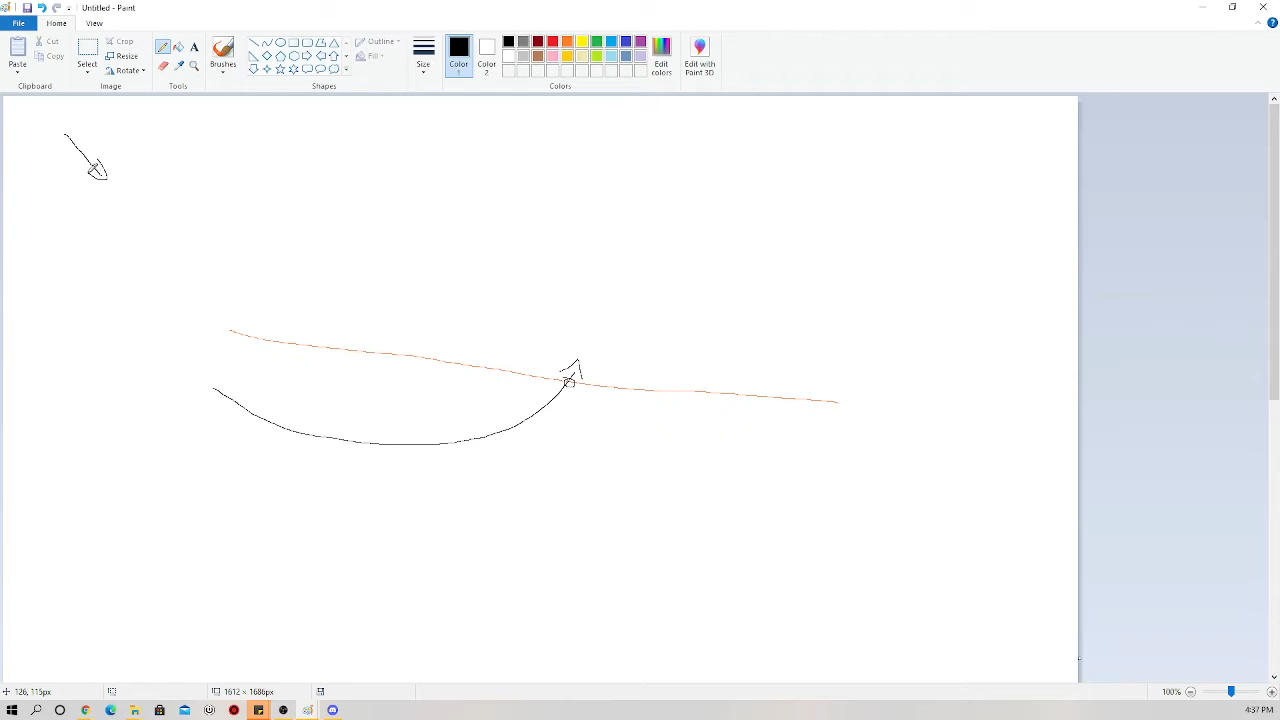 Untitled - Paint
File Home View
Paste
Cut
Copy
Clipboard
Select
Crop
Resize
Rotate
Image
Tools
Brushes
Shapes
Outline
Fill
Size
Color
1
Color
2
Colors
Edit
colors
Edit with
Paint 3D
126, 115px
1612 × 1686px
100%
4:37 PM